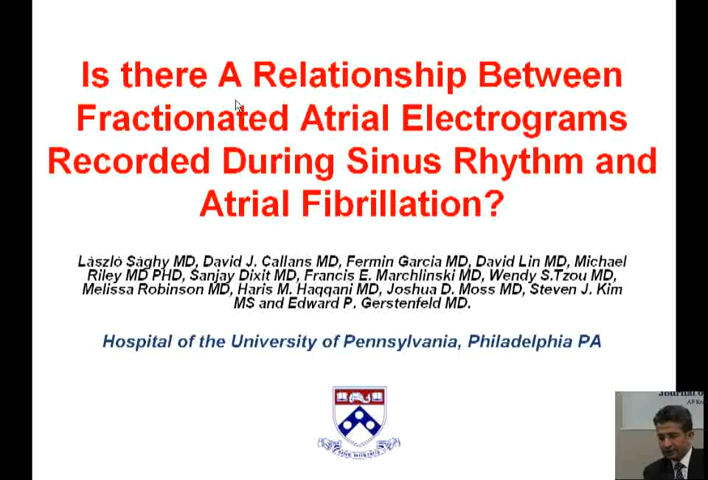 Is there A Relationship Between
Fractionated Atrial Electrograms
Recorded During Sinus Rhythm and
Atrial Fibrillation?
László Sághy MD, David J. Callans MD, Fermin Garcia MD, David Lin MD, Michael
Riley MD PHD, Sanjay Dixit MD, Francis E. Marchlinski MD, Wendy S.Tzou MD,
Melissa Robinson MD, Haris M. Haqqani MD, Joshua D. Moss MD, Steven J. Kim
MS and Edward P. Gerstenfeld MD.
Hospital of the University of Pennsylvania, Philadelphia PA
Journal o